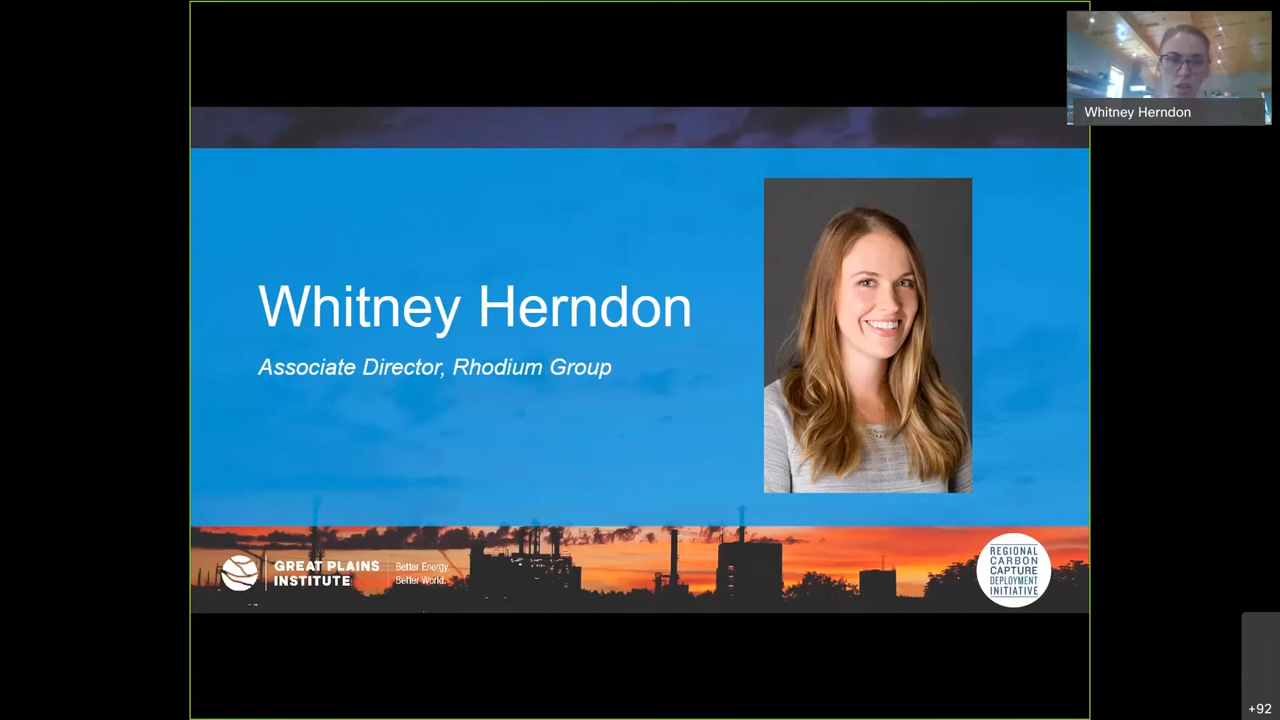 Whitney Herndon
Whitney Herndon
Associate Director, Rhodium Group
GREAT PLAINS
INSTITUTE
Better Energy.
Better World.
REGIONAL
CARBON
CAPTURE
DEPLOYMENT
INITIATIVE
+92